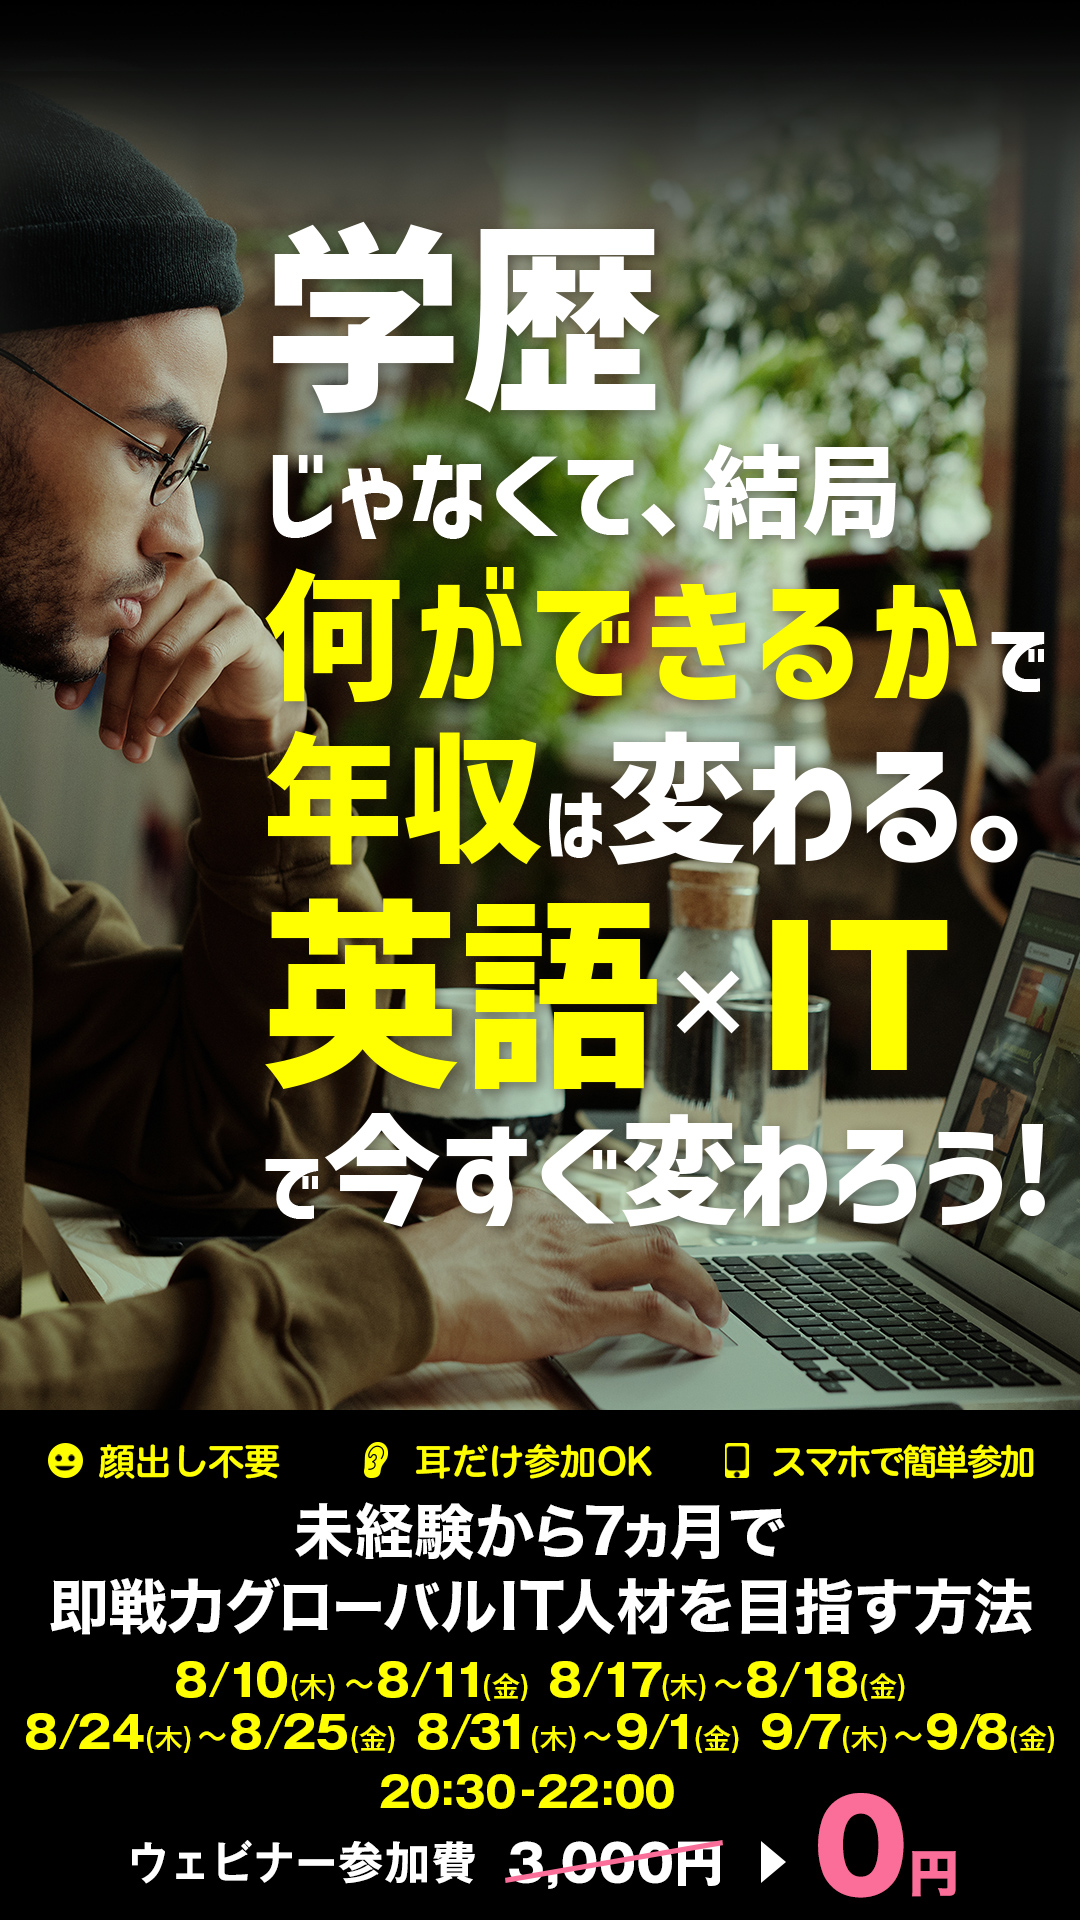 学歴
じゃなくて、結局
何ができるかで
年収は変わる。
英語×IT
で今すぐ変わろう!
顔出し不要 耳だけ参加OK スマホで簡単参加
未経験から7ヵ月で
即戦力グローバルIT人材を目指す方法
8/10(木)～8/11(金) 8/17(木)～8/18(金)
8/24(木)～8/25(金) 8/31(木)～9/1(金) 9/7(木)～9/8(金)
20:30-22:00
ウェビナー参加費 3,000円 ▶ 0円